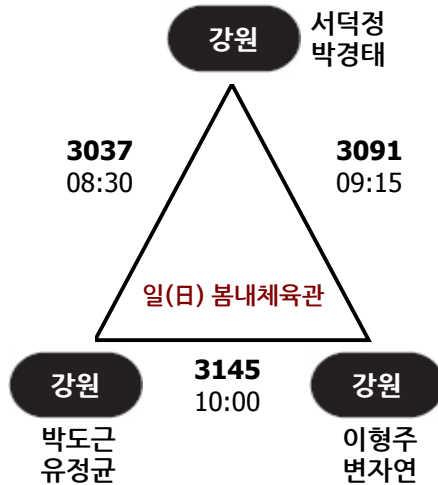 강원
서덕정
박경태
3037
08:30
3091
09:15
일(日) 봄내체육관
강원
박도근
유정균
3145
10:00
강원
이형주
변자연